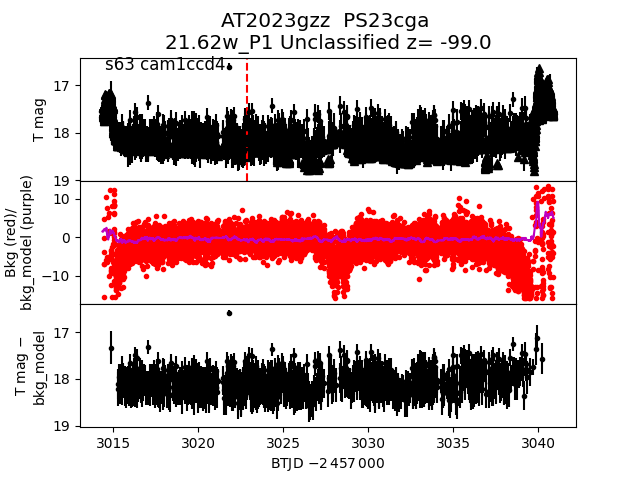 AT2023gzz  PS23cga
21.62w_P1 Unclassified z= -99.0
s63 cam1ccd4
17
18
19
T mag
10
0
−10
Bkg (red)/
bkg_model (purple)
17
18
19
T mag −
bkg_model
3015
3020
3025
3030
3035
3040
BTJD −2 457 000